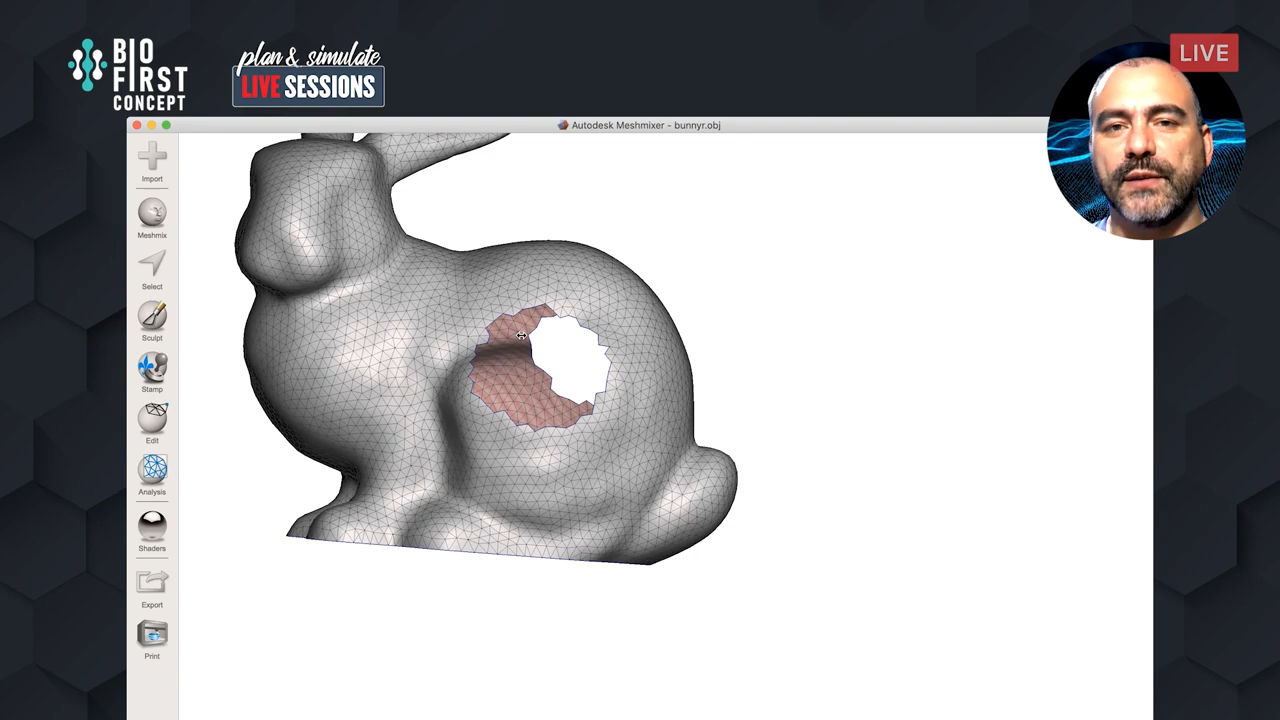 BIO
FIRST
CONCEPT
plan & simulate
LIVE SESSIONS
LIVE
Autodesk Meshmixer - bunnyr.obj
Import
Meshmix
Select
Sculpt
Stamp
Edit
Analysis
Shaders
Export
Print